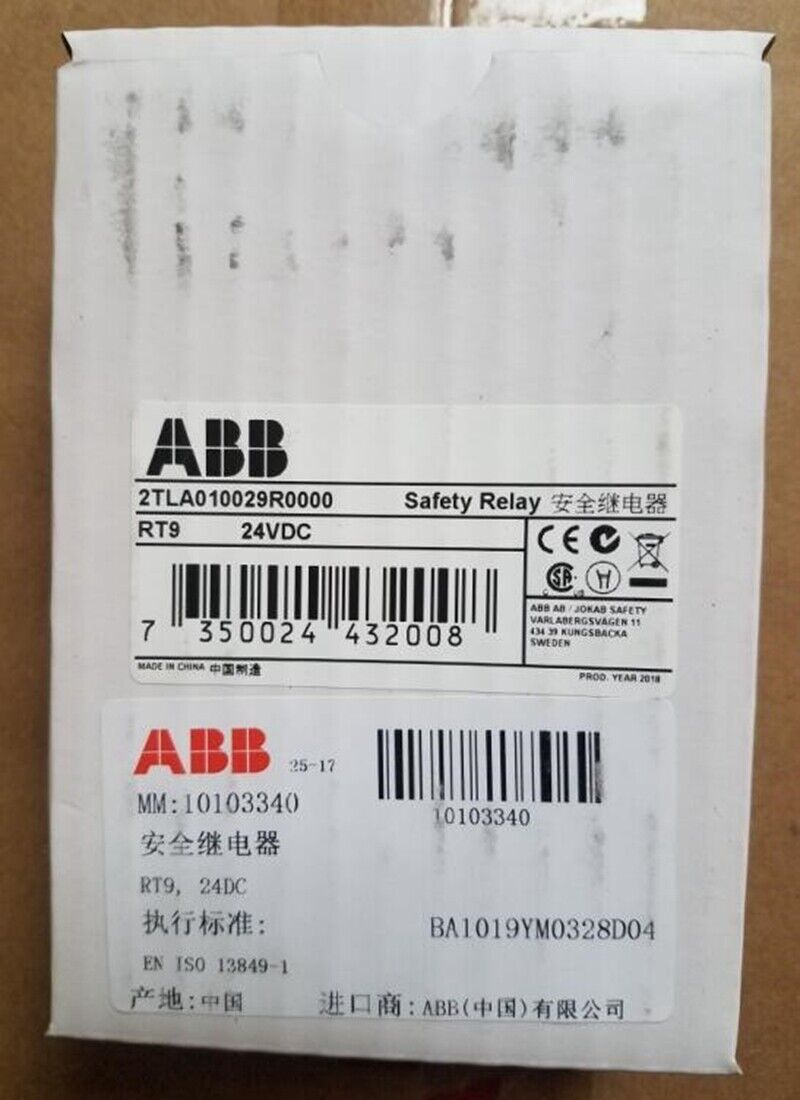 ABB
2TLA010029R0000 Safety Relay 安全继电器
RT9 24VDC
CE
SA
C US
7 350024 432008
ABB AB / JOKAB SAFETY
VARLABERGSVÄGEN 11
434 39 KUNGSBACKA
SWEDEN
MADE IN CHINA 中国制造
PROD. YEAR 2018
ABB 25-17
MM:10103340
10103340
安全继电器
RT9, 24DC
执行标准:
BA1019YM0328D04
EN ISO 13849-1
产地:中国 进口商:ABB(中国)有限公司